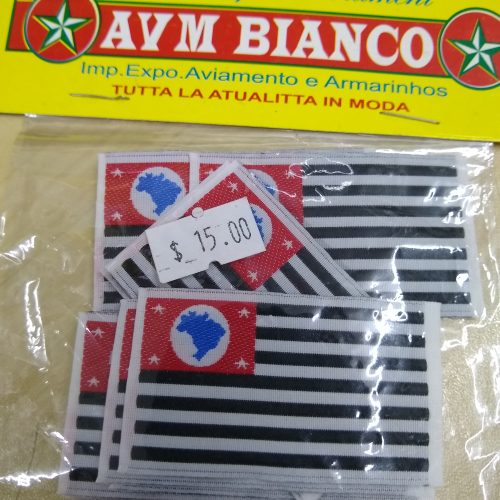 AVM BIANCO
Imp.Expo.Aviamento e Armarinhos
TUTTA LA ATUALITTA IN MODA
$ 15.00